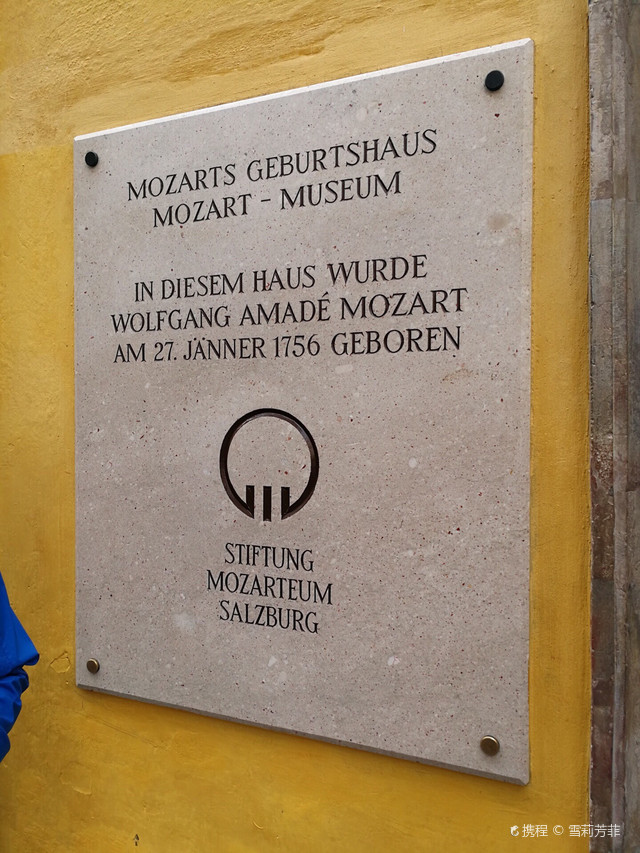 MOZARTS GEBURTSHAUS
MOZART - MUSEUM
IN DIESEM HAUS WURDE
WOLFGANG AMADÉ MOZART
AM 27. JÄNNER 1756 GEBOREN
STIFTUNG
MOZARTEUM
SALZBURG
携程 © 雪莉芳菲